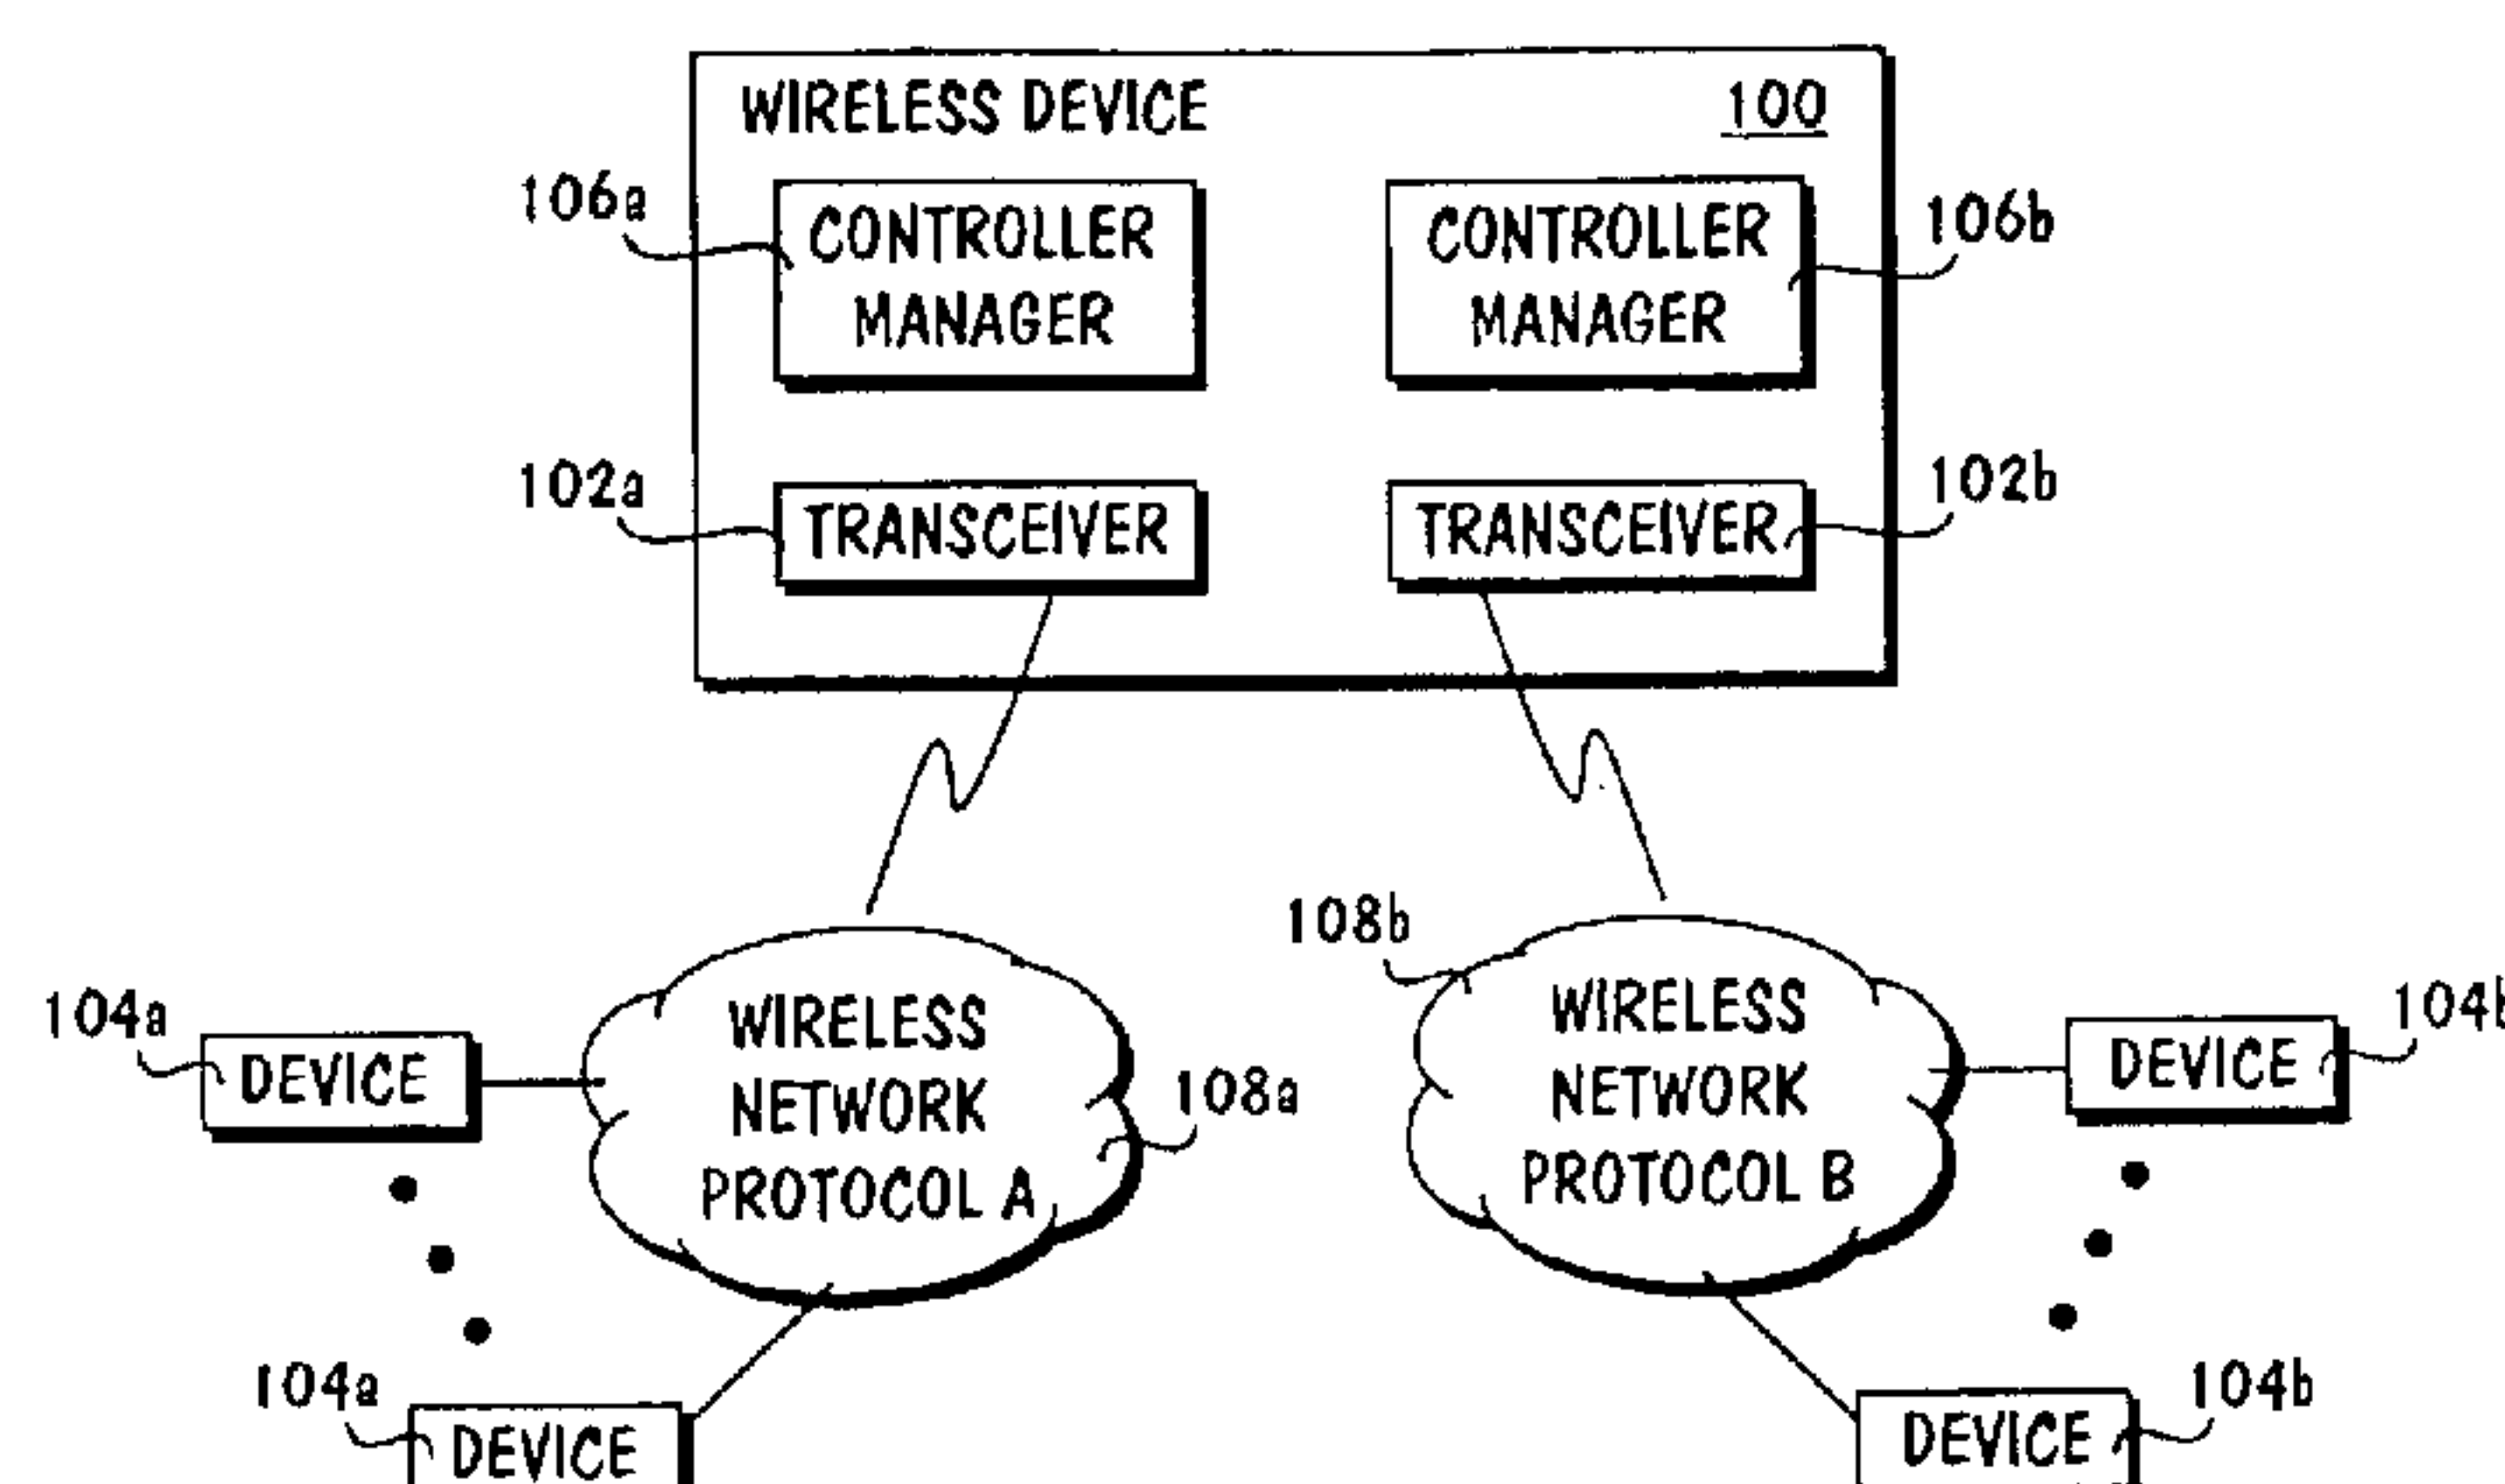 WIRELESS DEVICE 100
106a
CONTROLLER
MANAGER
CONTROLLER
MANAGER
106b
102a
TRANSCEIVER
TRANSCEIVER
102b
108b
104a
DEVICE
WIRELESS
NETWORK
PROTOCOL A
108a
WIRELESS
NETWORK
PROTOCOL B
104b
DEVICE
104a
DEVICE
104b
DEVICE